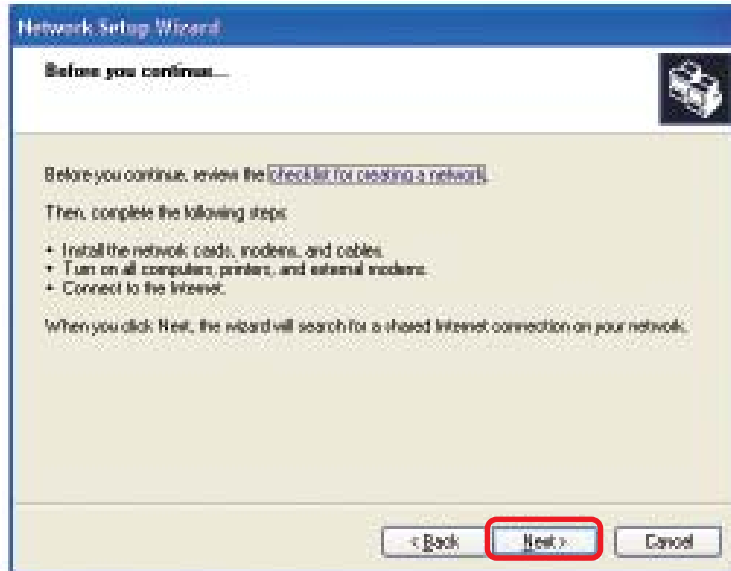 Network Setup Wizard
Before you continue...
Before you continue, review the checklist for creating a network.
Then, complete the following steps:
• Install the network cards, modems, and cables.
• Turn on all computers, printers, and external modems.
• Connect to the Internet.
When you click Next, the wizard will search for a shared Internet connection on your network.
< Back
Next >
Cancel